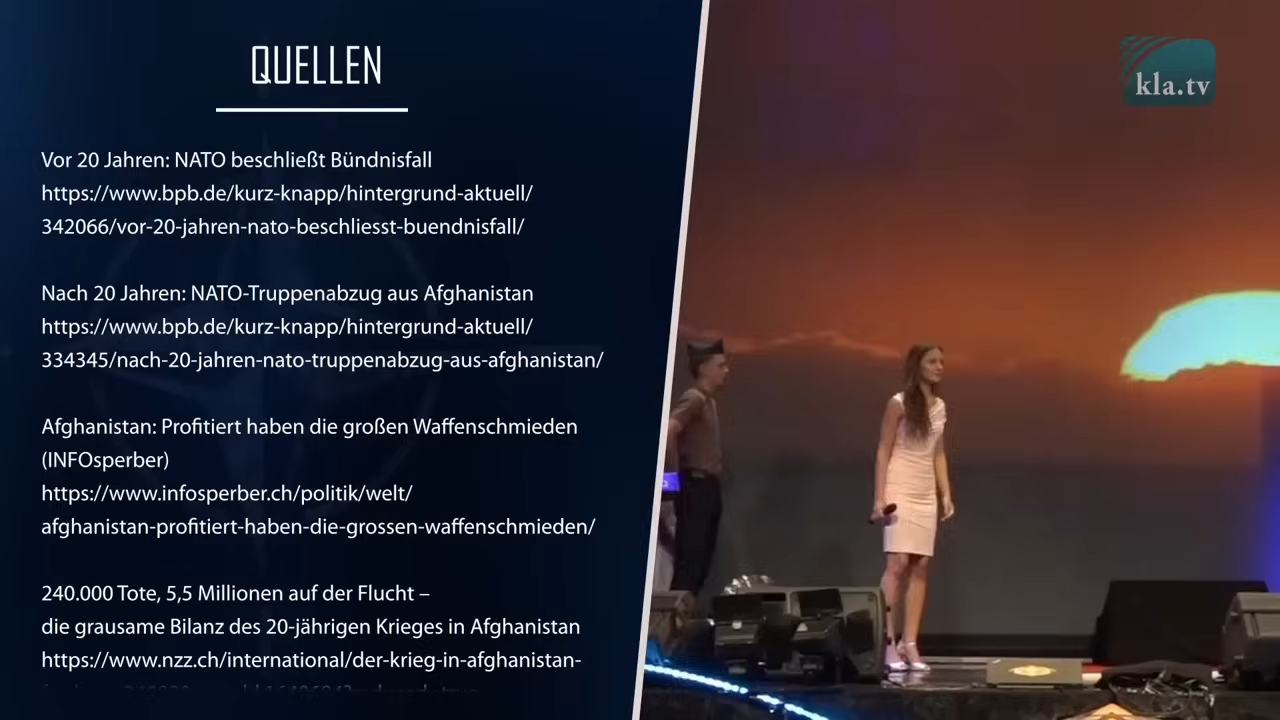 QUELLEN
kla.tv
Vor 20 Jahren: NATO beschließt Bündnisfall
https://www.bpb.de/kurz-knapp/hintergrund-aktuell/
342066/vor-20-jahren-nato-beschliesst-buendnisfall/
Nach 20 Jahren: NATO-Truppenabzug aus Afghanistan
https://www.bpb.de/kurz-knapp/hintergrund-aktuell/
334345/nach-20-jahren-nato-truppenabzug-aus-afghanistan/
Afghanistan: Profitiert haben die großen Waffenschmieden
(INFOsperber)
https://www.infosperber.ch/politik/welt/
afghanistan-profitiert-haben-die-grossen-waffenschmieden/
240.000 Tote, 5,5 Millionen auf der Flucht –
die grausame Bilanz des 20-jährigen Krieges in Afghanistan
https://www.nzz.ch/international/der-krieg-in-afghanistan-